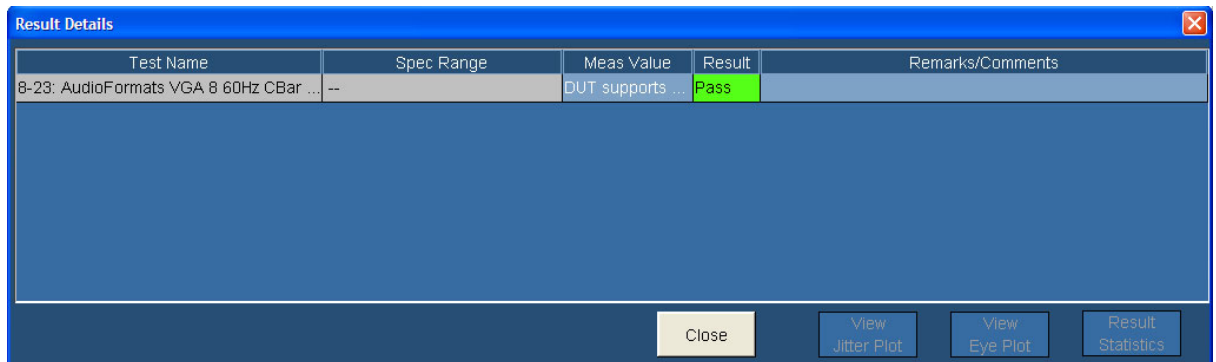 Result Details
Test Name Spec Range Meas Value Result Remarks/Comments
8-23: AudioFormats VGA 8 60Hz CBar ... -- DUT supports ... Pass
Close
View Jitter Plot
View Eye Plot
Result Statistics